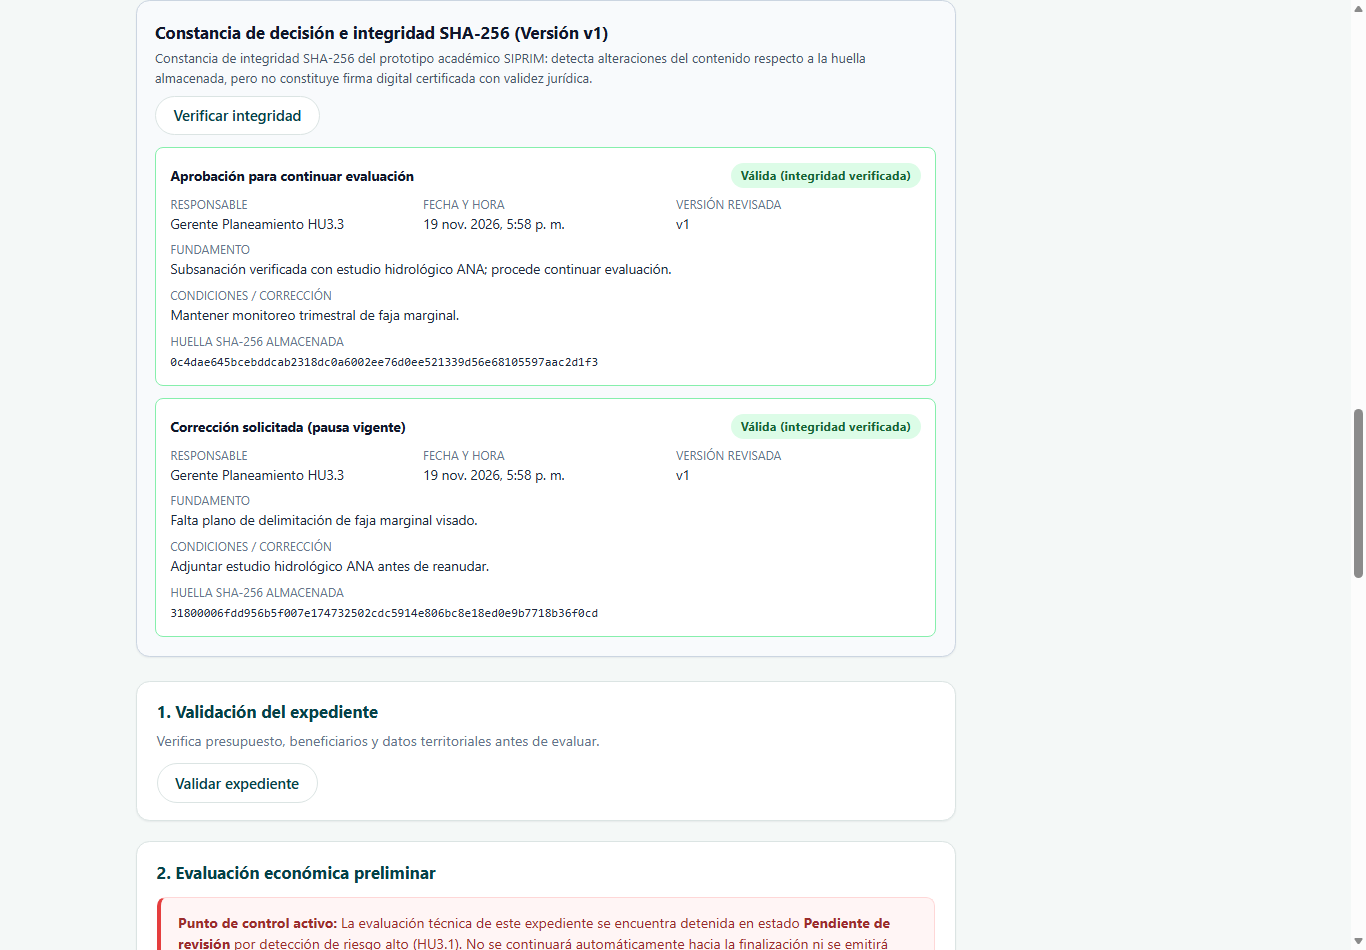 Constancia de decisión e integridad SHA-256 (Versión v1)
Constancia de integridad SHA-256 del prototipo académico SIPRIM: detecta alteraciones del contenido respecto a la huella
almacenada, pero no constituye firma digital certificada con validez jurídica.
Verificar integridad
Aprobación para continuar evaluación
Válida (integridad verificada)
RESPONSABLE
FECHA Y HORA
VERSIÓN REVISADA
Gerente Planeamiento HU3.3
19 nov. 2026, 5:58 p. m.
v1
FUNDAMENTO
Subsanación verificada con estudio hidrológico ANA; procede continuar evaluación.
CONDICIONES / CORRECCIÓN
Mantener monitoreo trimestral de faja marginal.
HUELLA SHA-256 ALMACENADA
0c4dae645bcebddcab2318dc0a6002ee76d0ee521339d56e68105597aac2d1f3
Corrección solicitada (pausa vigente)
Válida (integridad verificada)
RESPONSABLE
FECHA Y HORA
VERSIÓN REVISADA
Gerente Planeamiento HU3.3
19 nov. 2026, 5:58 p. m.
v1
FUNDAMENTO
Falta plano de delimitación de faja marginal visado.
CONDICIONES / CORRECCIÓN
Adjuntar estudio hidrológico ANA antes de reanudar.
HUELLA SHA-256 ALMACENADA
31800006fdd956b5f007e174732502cdc5914e806bc8e18ed0e9b7718b36f0cd
1. Validación del expediente
Verifica presupuesto, beneficiarios y datos territoriales antes de evaluar.
Validar expediente
2. Evaluación económica preliminar
Punto de control activo: La evaluación técnica de este expediente se encuentra detenida en estado Pendiente de
revisión por detección de riesgo alto (HU3.1). No se continuará automáticamente hacia la finalización ni se emitirá